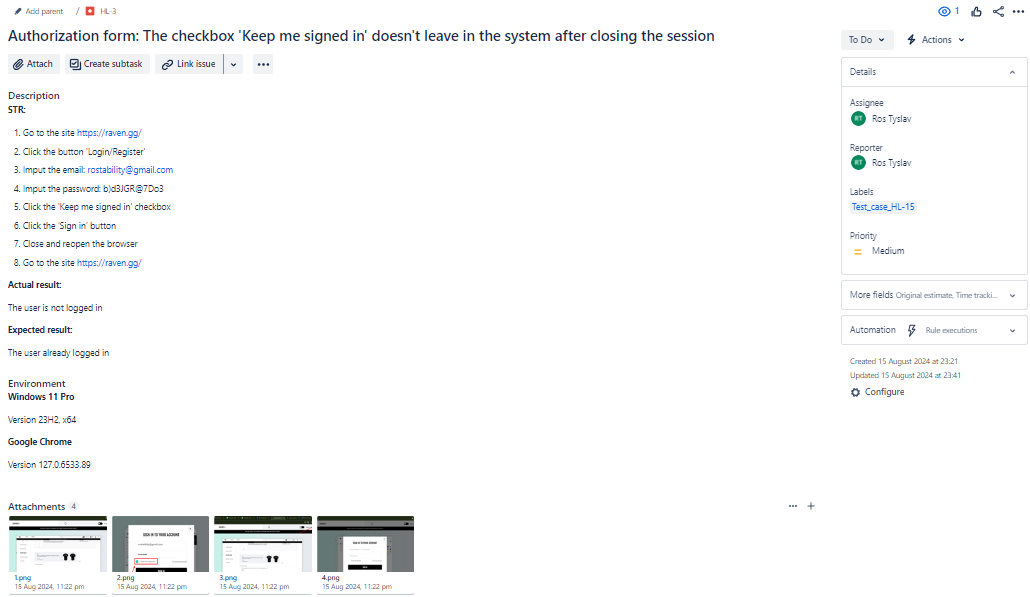 Add parent / HL-3
1
Authorization form: The checkbox 'Keep me signed in' doesn't leave in the system after closing the session
Attach Create subtask Link issue
Description
STR:
1. Go to the site https://raven.gg/
2. Click the button 'Login/Register'
3. Imput the email: rostability@gmail.com
4. Imput the password: b)d3JGR@7Do3
5. Click the 'Keep me signed in' checkbox
6. Click the 'Sign in' button
7. Close and reopen the browser
8. Go to the site https://raven.gg/
Actual result:
The user is not logged in
Expected result:
The user already logged in
Environment
Windows 11 Pro
Version 23H2, x64
Google Chrome
Version 127.0.6533.89
Attachments 4
SIGN IN TO YOUR ACCOUNT
1.png
15 Aug 2024, 11:22 pm
2.png
15 Aug 2024, 11:22 pm
3.png
15 Aug 2024, 11:22 pm
4.png
15 Aug 2024, 11:22 pm
To Do Actions
Details
Assignee
RT Ros Tyslav
Reporter
RT Ros Tyslav
Labels
Test_case_HL-15
Priority
Medium
More fields Original estimate, Time tracki...
Automation Rule executions
Created 15 August 2024 at 23:21
Updated 15 August 2024 at 23:41
Configure